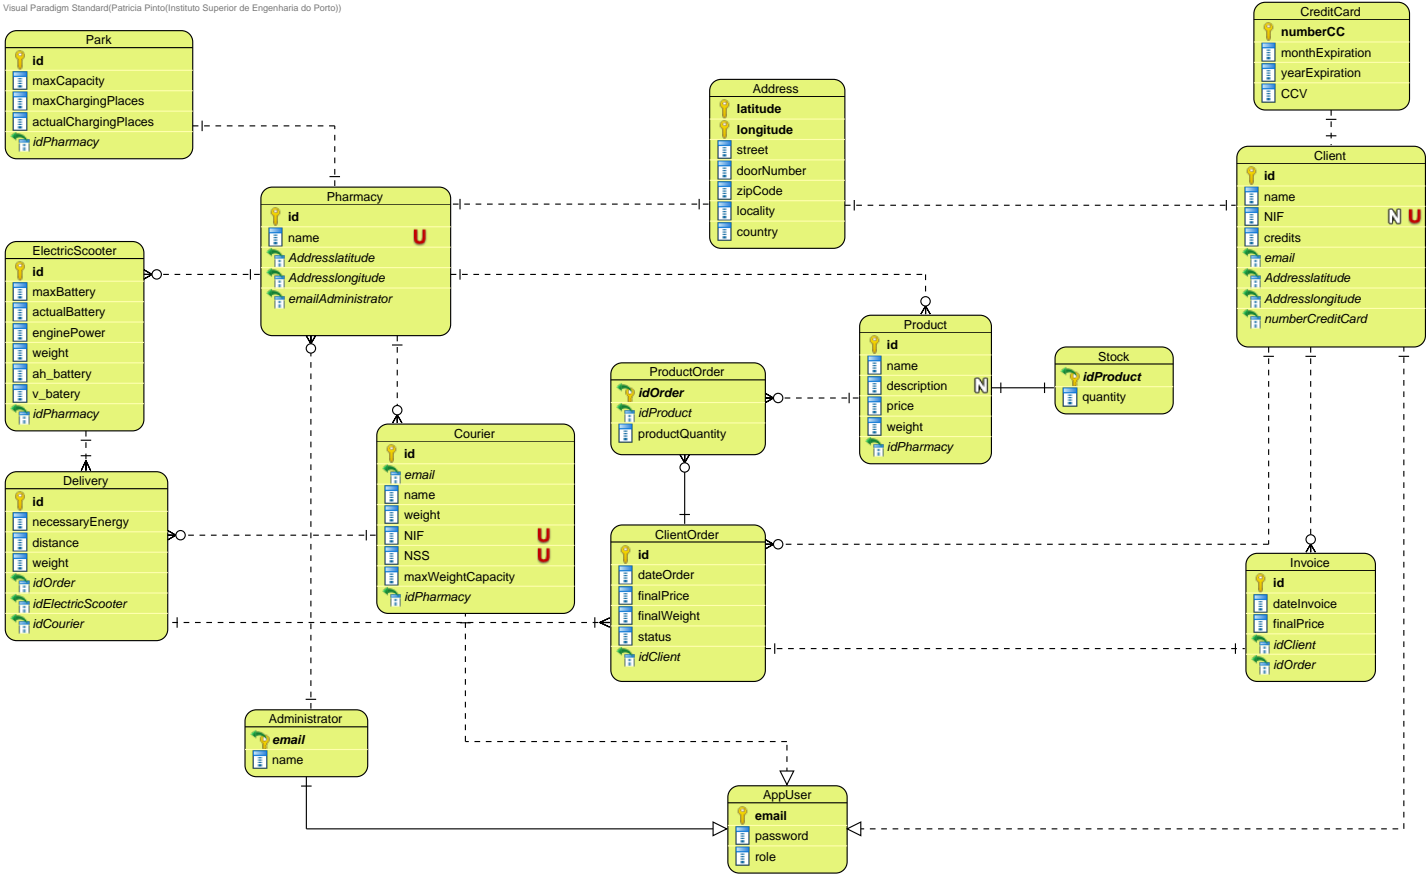 Visual Paradigm Standard(Patricia Pinto(Instituto Superior de Engenharia do Porto))
Park
id
maxCapacity
maxChargingPlaces
actualChargingPlaces
idPharmacy
CreditCard
numberCC
monthExpiration
yearExpiration
CCV
Address
latitude
longitude
street
doorNumber
zipCode
locality
country
Client
id
name
NIF N U
credits
email
Addresslatitude
Addresslongitude
numberCreditCard
Pharmacy
id
name U
Addresslatitude
Addresslongitude
emailAdministrator
ElectricScooter
id
maxBattery
actualBattery
enginePower
weight
ah_battery
v_batery
idPharmacy
Product
id
name
description N
price
weight
idPharmacy
Stock
idProduct
quantity
ProductOrder
idOrder
idProduct
productQuantity
Courier
id
email
name
weight
NIF U
NSS U
maxWeightCapacity
idPharmacy
Delivery
id
necessaryEnergy
distance
weight
idOrder
idElectricScooter
idCourier
ClientOrder
id
dateOrder
finalPrice
finalWeight
status
idClient
Invoice
id
dateInvoice
finalPrice
idClient
idOrder
Administrator
email
name
AppUser
email
password
role